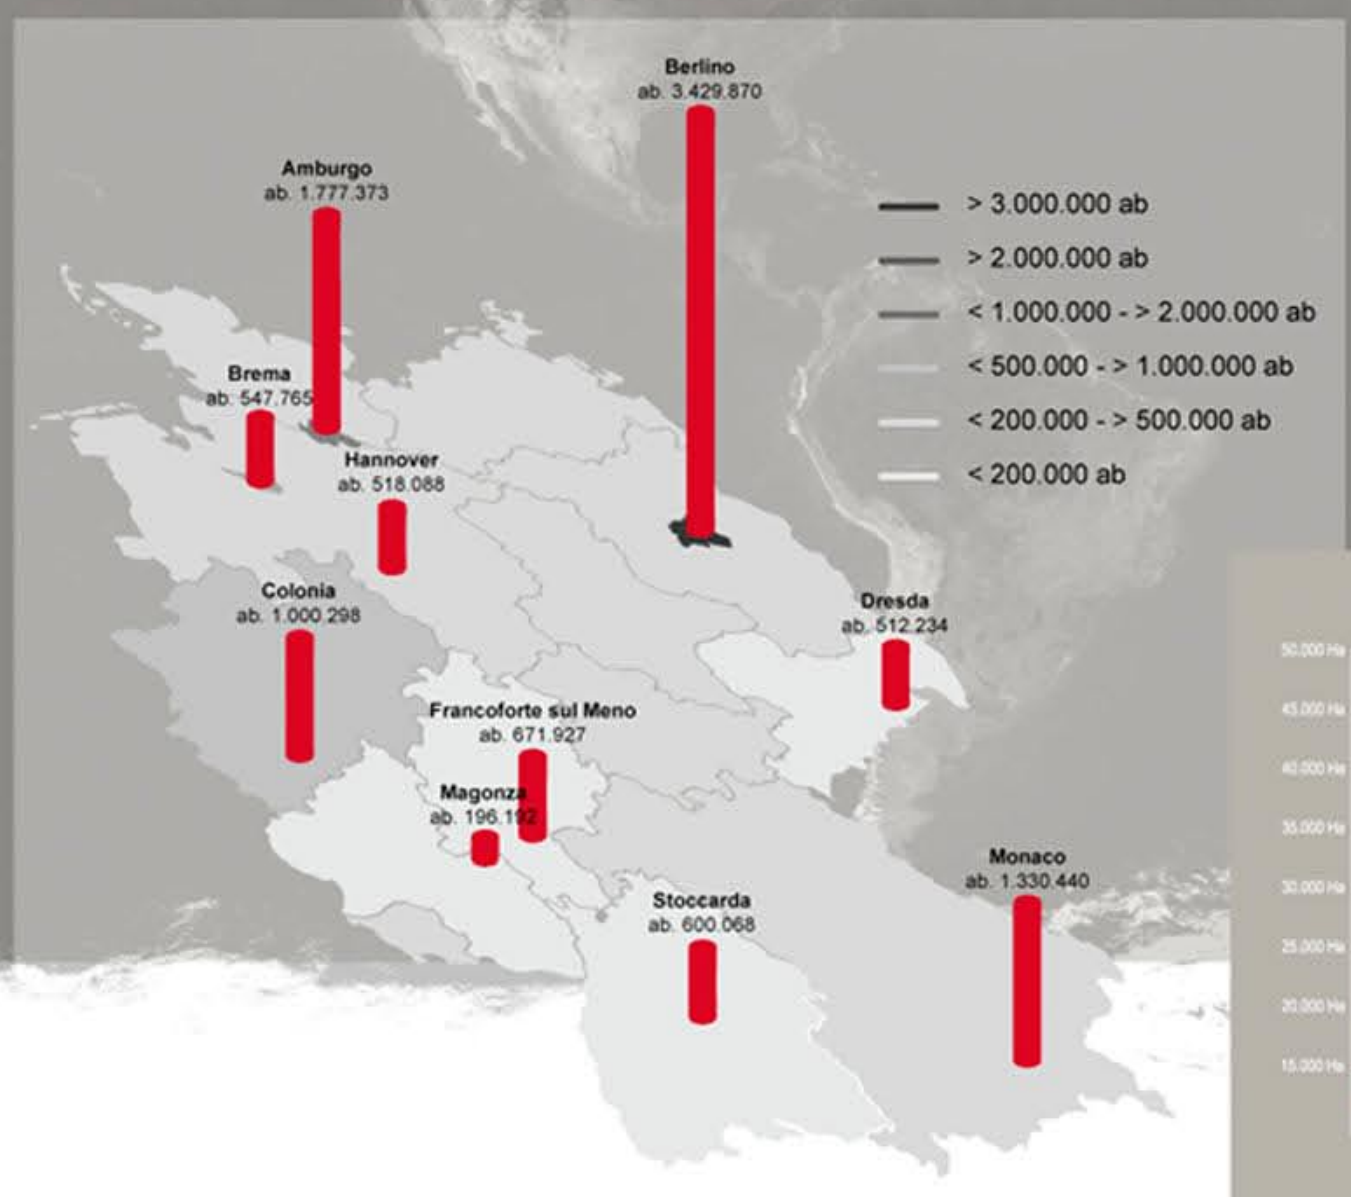 Berlino
ab. 3.429.870
Amburgo
ab. 1.777.373
> 3.000.000 ab
> 2.000.000 ab
< 1.000.000 - > 2.000.000 ab
< 500.000 - > 1.000.000 ab
< 200.000 - > 500.000 ab
< 200.000 ab
Brema
ab. 547.765
Hannover
ab. 518.088
Colonia
ab. 1.000.298
Dresda
ab. 512.234
Francoforte sul Meno
ab. 671.927
Magonza
ab. 196.192
Monaco
ab. 1.330.440
Stoccarda
ab. 600.068
50.000 Ha
45.000 Ha
40.000 Ha
35.000 Ha
30.000 Ha
25.000 Ha
20.000 Ha
15.000 Ha